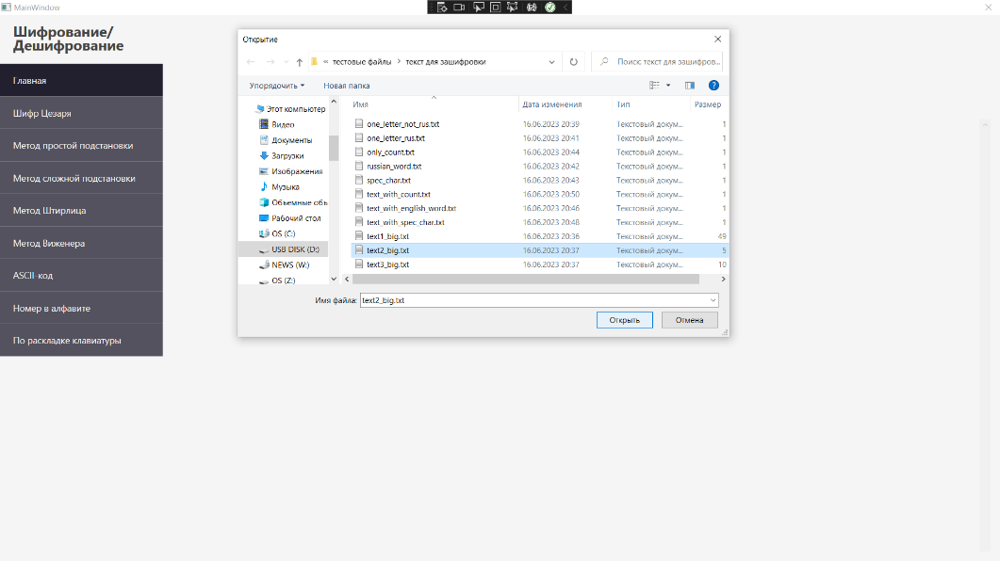 MainWindow
Шифрование/
Дешифрование
Главная
Шифр Цезаря
Метод простой подстановки
Метод сложной подстановки
Метод Штирлица
Метод Виженера
ASCII-код
Номер в алфавите
По раскладке клавиатуры
Открытие
« тестовые файлы > текст для зашифровки
Поиск: текст для зашифров...
Упорядочить
Новая папка
Этот компьютер
Видео
Документы
Загрузки
Изображения
Музыка
Объемные объ
Рабочий стол
OS (C:)
USB DISK (D:)
NEWS (W:)
OS (Z:)
Имя Дата изменения Тип Размер
one_letter_not_rus.txt 16.06.2023 20:39 Текстовый докум... 1
one_letter_rus.txt 16.06.2023 20:41 Текстовый докум... 1
only_count.txt 16.06.2023 20:44 Текстовый докум... 1
russian_word.txt 16.06.2023 20:42 Текстовый докум... 1
spec_char.txt 16.06.2023 20:43 Текстовый докум... 1
text_with_count.txt 16.06.2023 20:50 Текстовый докум... 1
text_with_english_word.txt 16.06.2023 20:46 Текстовый докум... 1
text_with_spec_char.txt 16.06.2023 20:48 Текстовый докум... 1
text1_big.txt 16.06.2023 20:36 Текстовый докум... 49
text2_big.txt 16.06.2023 20:37 Текстовый докум... 5
text3_big.txt 16.06.2023 20:37 Текстовый докум... 10
Имя файла: text2_big.txt
Открыть
Отмена